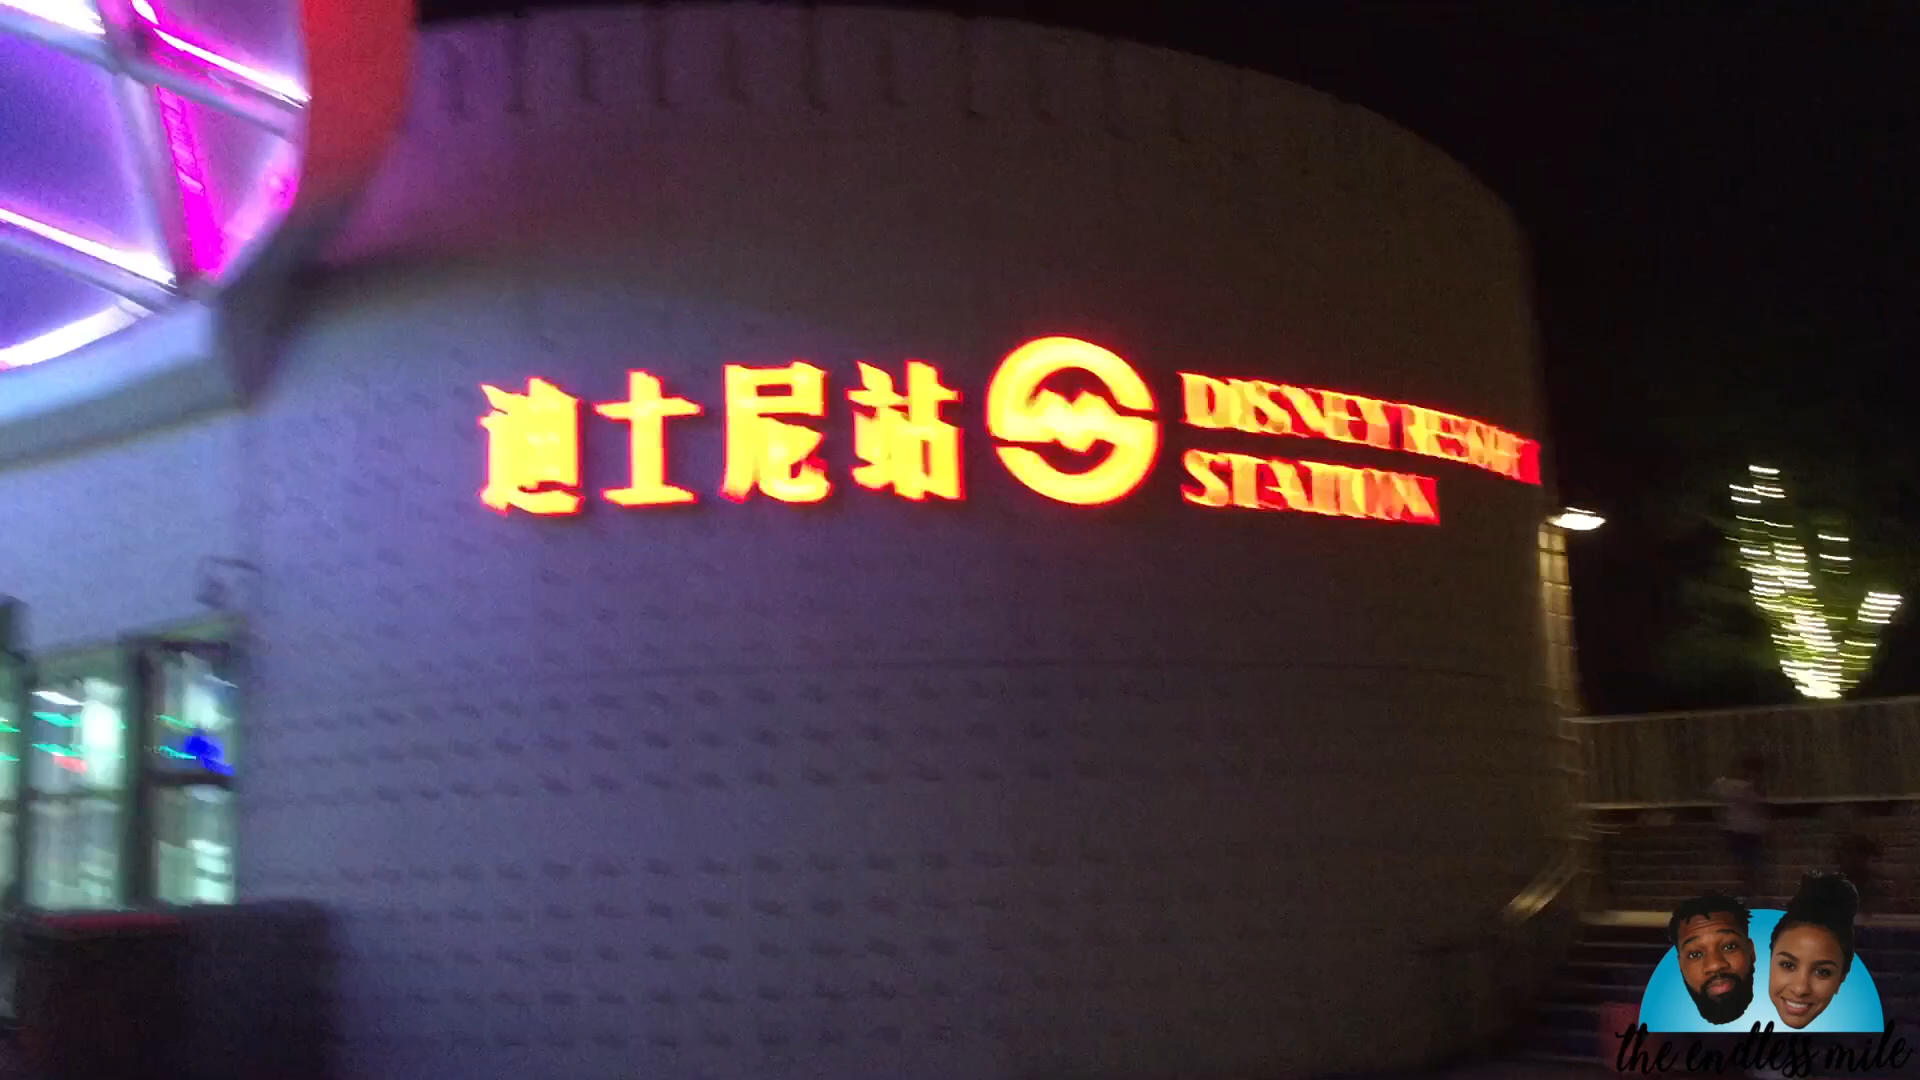 迪士尼站
DISNEY RESORT
STATION
the endless mile